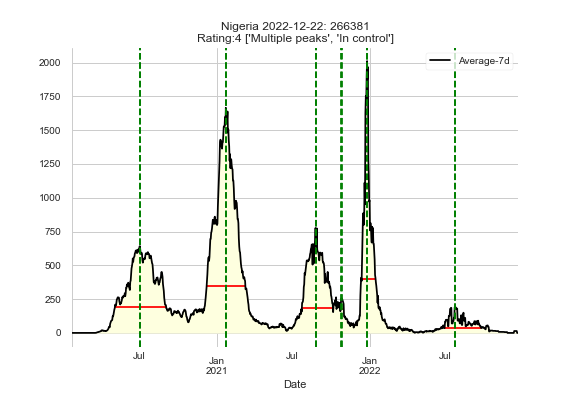 Nigeria 2022-12-22: 266381
Rating:4 ['Multiple peaks', 'In control']
Average-7d
2000
1750
1500
1250
1000
750
500
250
0
Jul
Jan
2021
Jul
Jan
2022
Jul
Date